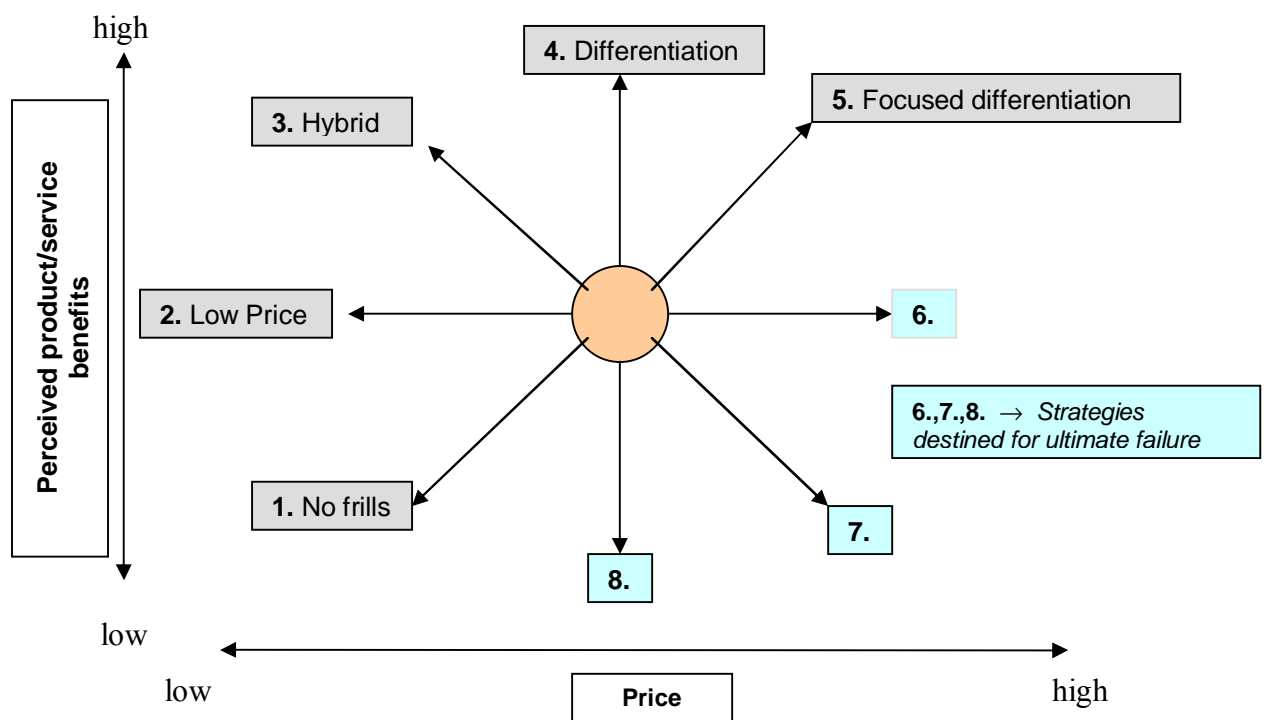 high
4. Differentiation
5. Focused differentiation
3. Hybrid
Perceived product/service
benefits
2. Low Price
6.
6.,7.,8. → Strategies
destined for ultimate failure
1. No frills
7.
8.
low
low
Price
high